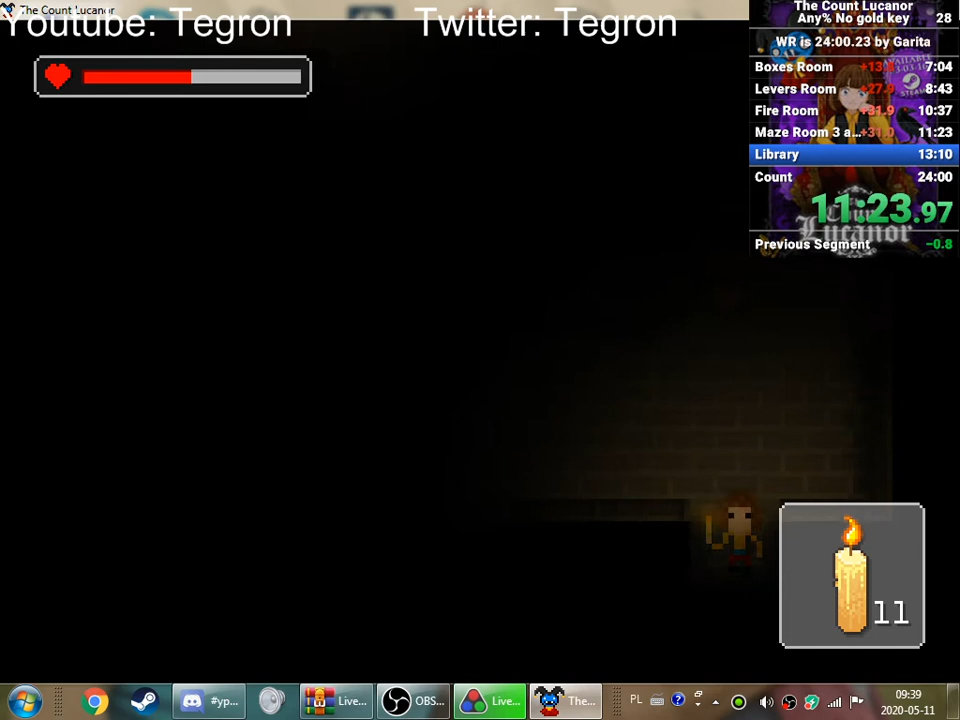 The Count Lucanor
Youtube: Tegron
Twitter: Tegron
The Count Lucanor
Any% No gold key 28
WR is 24:00.23 by Garita
Boxes Room 7:04
Levers Room 8:43
Fire Room +31.9 10:37
Maze Room 3 a... +31.0 11:23
Library 13:10
Count 24:00
11:23.97
Previous Segment −0.8
11
#yp...
Live...
OBS...
Live...
The...
PL
09:39
2020-05-11